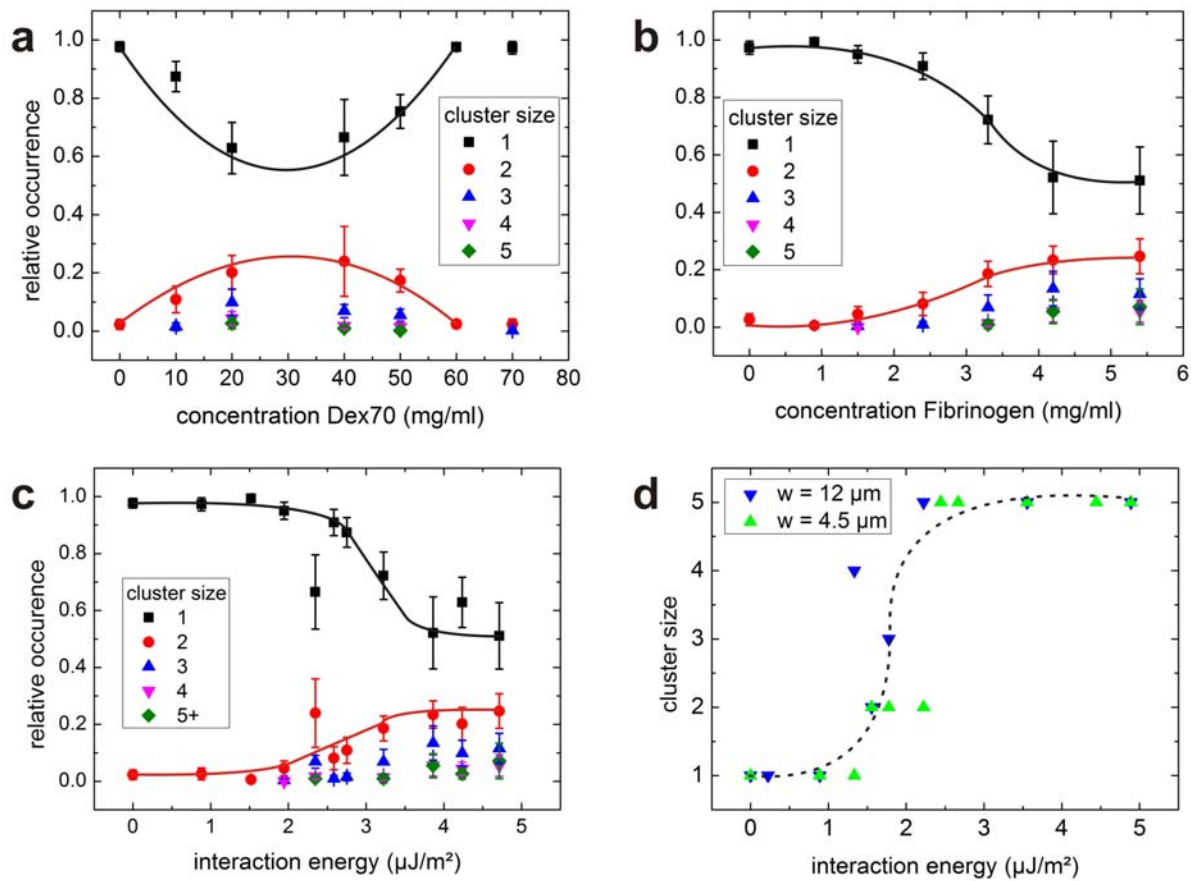 a
1.0
0.8
0.6
0.4
0.2
0.0
relative occurrence
cluster size
1
2
3
4
5
0 10 20 30 40 50 60 70 80
concentration Dex70 (mg/ml)
b
1.0
0.8
0.6
0.4
0.2
0.0
cluster size
1
2
3
4
5
0 1 2 3 4 5 6
concentration Fibrinogen (mg/ml)
c
1.0
0.8
0.6
0.4
0.2
0.0
relative occurence
cluster size
1
2
3
4
5+
0 1 2 3 4 5
interaction energy (μJ/m²)
d
w = 12 μm
w = 4.5 μm
5
4
3
2
1
cluster size
0 1 2 3 4 5
interaction energy (μJ/m²)